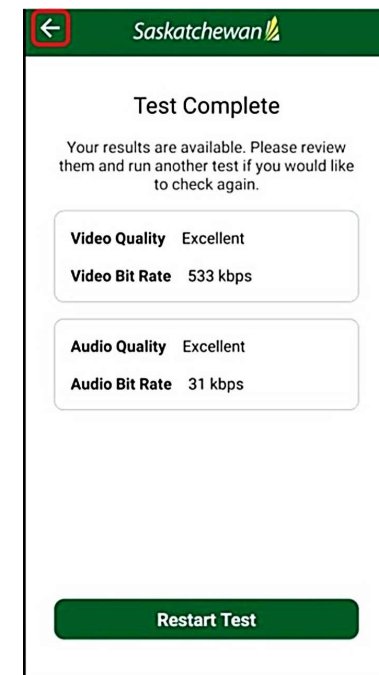 Saskatchewan
Test Complete
Your results are available. Please review
them and run another test if you would like
to check again.
Video Quality Excellent
Video Bit Rate 533 kbps
Audio Quality Excellent
Audio Bit Rate 31 kbps
Restart Test